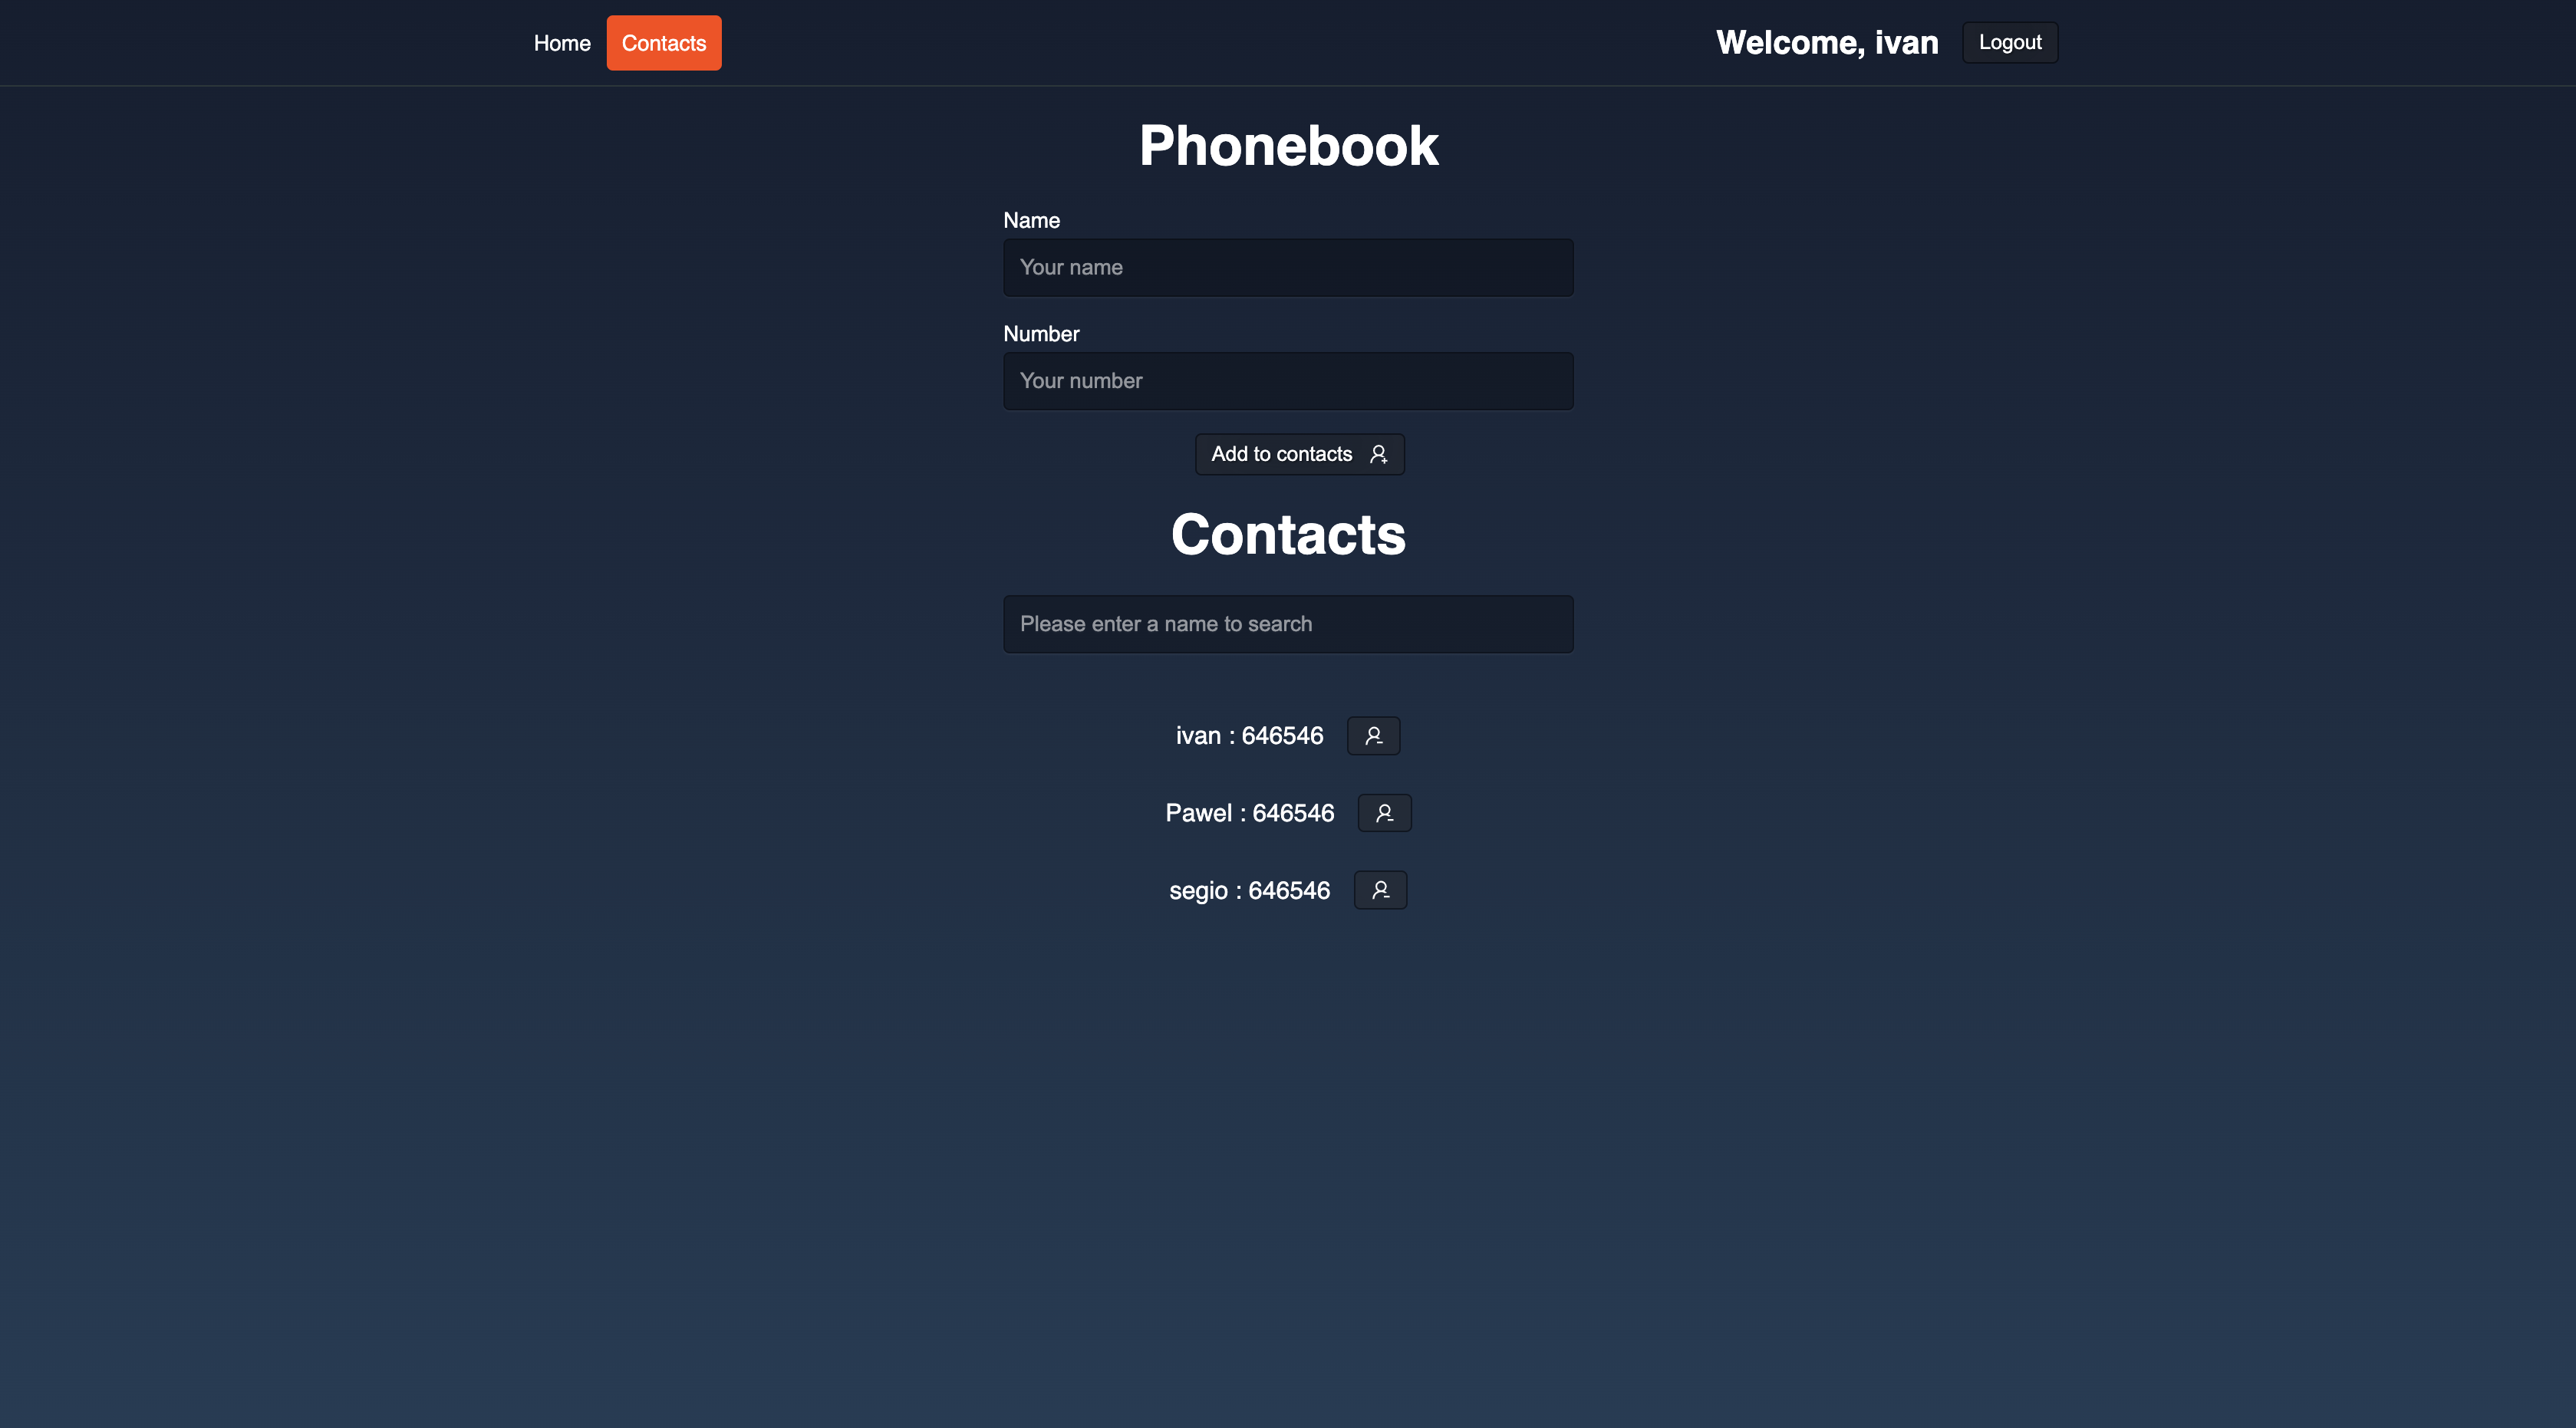 Home Contacts Welcome, ivan Logout
Phonebook
Name
Your name
Number
Your number
Add to contacts
Contacts
Please enter a name to search
ivan : 646546
Pawel : 646546
segio : 646546